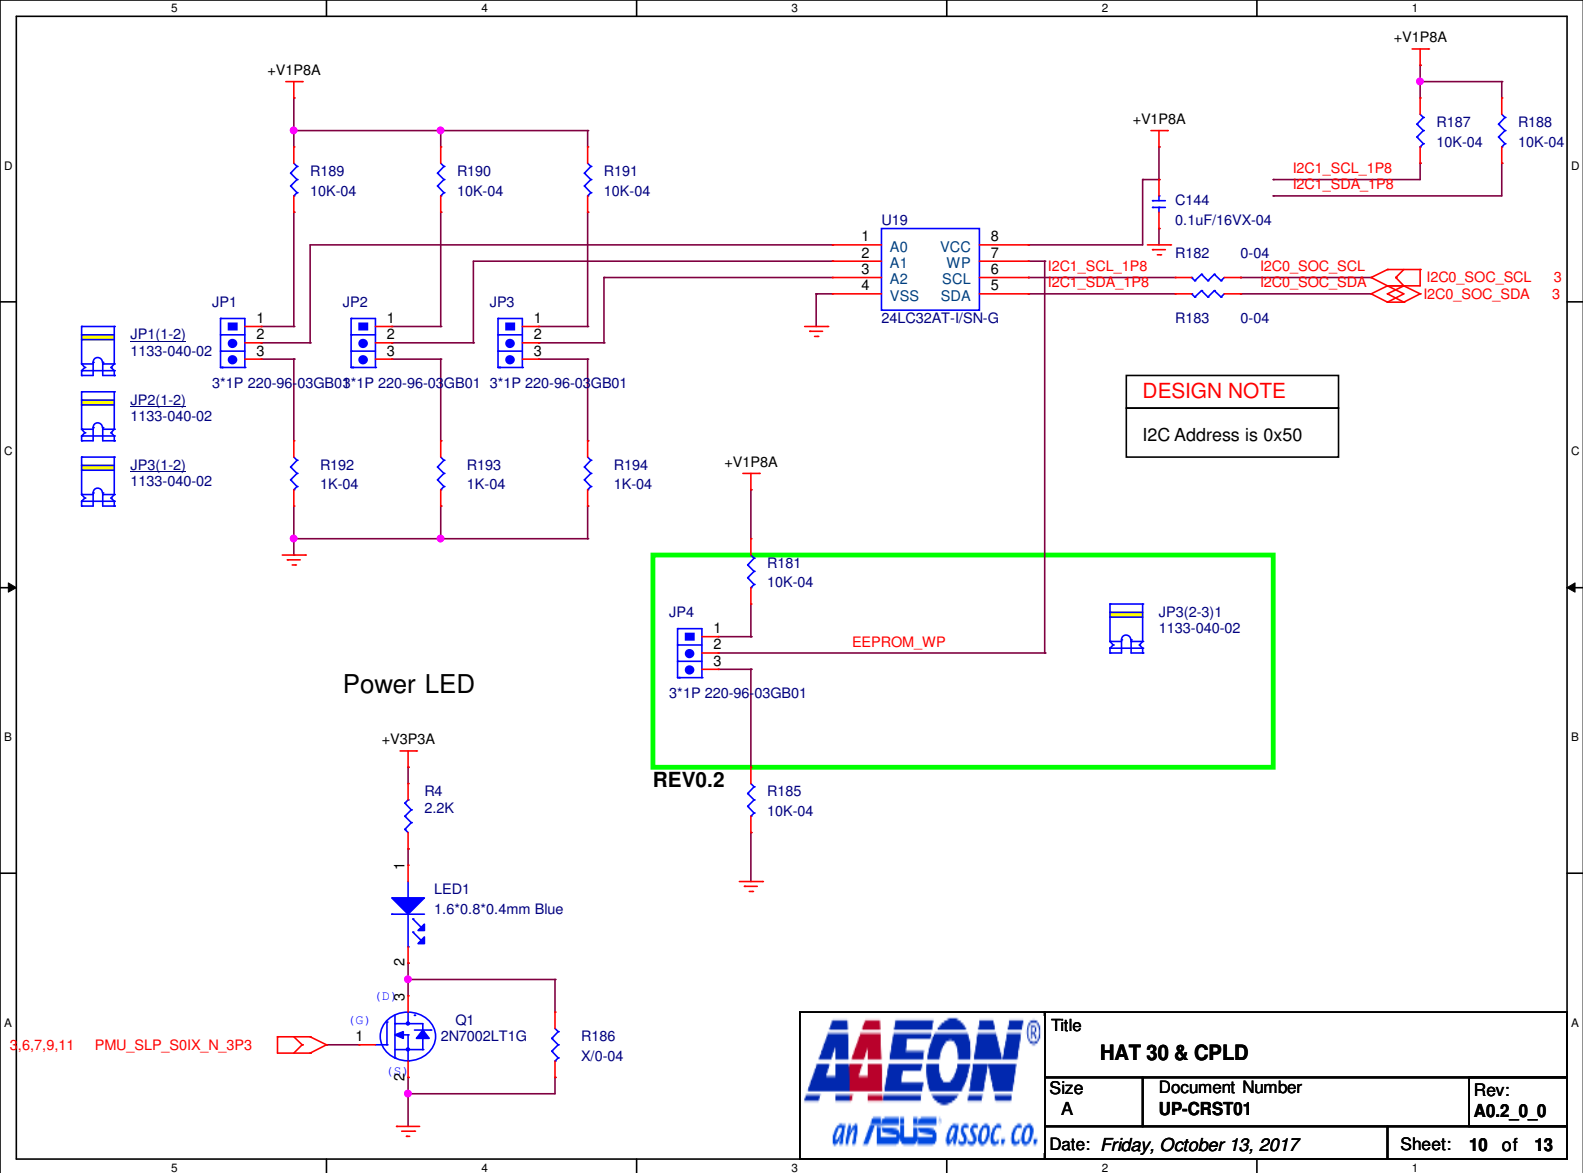 5 4 3 2 1
+V1P8A
+V1P8A
+V1P8A
R189
10K-04
R190
10K-04
R191
10K-04
R187
10K-04
R188
10K-04
I2C1_SCL_1P8
I2C1_SDA_1P8
C144
0.1uF/16VX-04
D D
U19
1 A0 VCC 8
2 A1 WP 7
3 A2 SCL 6
4 VSS SDA 5
24LC32AT-I/SN-G
I2C1_SCL_1P8
I2C1_SDA_1P8
R182 0-04
R183 0-04
I2C0_SOC_SCL
I2C0_SOC_SDA
I2C0_SOC_SCL 3
I2C0_SOC_SDA 3
JP1
1
2
3
3*1P 220-96-03GB01
JP2
1
2
3
3*1P 220-96-03GB01
JP3
1
2
3
3*1P 220-96-03GB01
JP1(1-2)
1133-040-02
JP2(1-2)
1133-040-02
JP3(1-2)
1133-040-02
DESIGN NOTE
I2C Address is 0x50
C C
R192
1K-04
R193
1K-04
R194
1K-04
+V1P8A
R181
10K-04
JP4
1
2
3
3*1P 220-96-03GB01
EEPROM_WP
JP3(2-3)1
1133-040-02
REV0.2
R185
10K-04
Power LED
B B
+V3P3A
R4
2.2K
1
LED1
1.6*0.8*0.4mm Blue
2
(D) 3
(G)
1
Q1
2N7002LT1G
(S)
2
R186
X/0-04
A A
3,6,7,9,11 PMU_SLP_S0IX_N_3P3
AAEON®
an ASUS assoc. co.
Title
HAT 30 & CPLD
Size
A
Document Number
UP-CRST01
Rev:
A0.2_0_0
Date: Friday, October 13, 2017
Sheet: 10 of 13
5 4 3 2 1